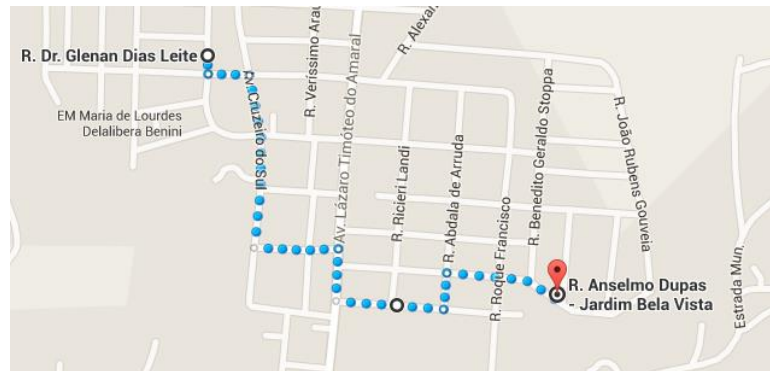 R. Dr. Glenan Dias Leite
EM Maria de Lourdes
Delalibera Benini
Av. Cruzeiro do Sul
R. Veríssimo Arau
Av. Lázaro Timóteo do Amaral
R. Alexan
R. Ricieri Landi
R. Abdala de Arruda
R. Roque Francisco
R. Benedito Geraldo Stoppa
R. João Rubens Gouveia
R. Anselmo Dupas
- Jardim Bela Vista
Estrada Mun.